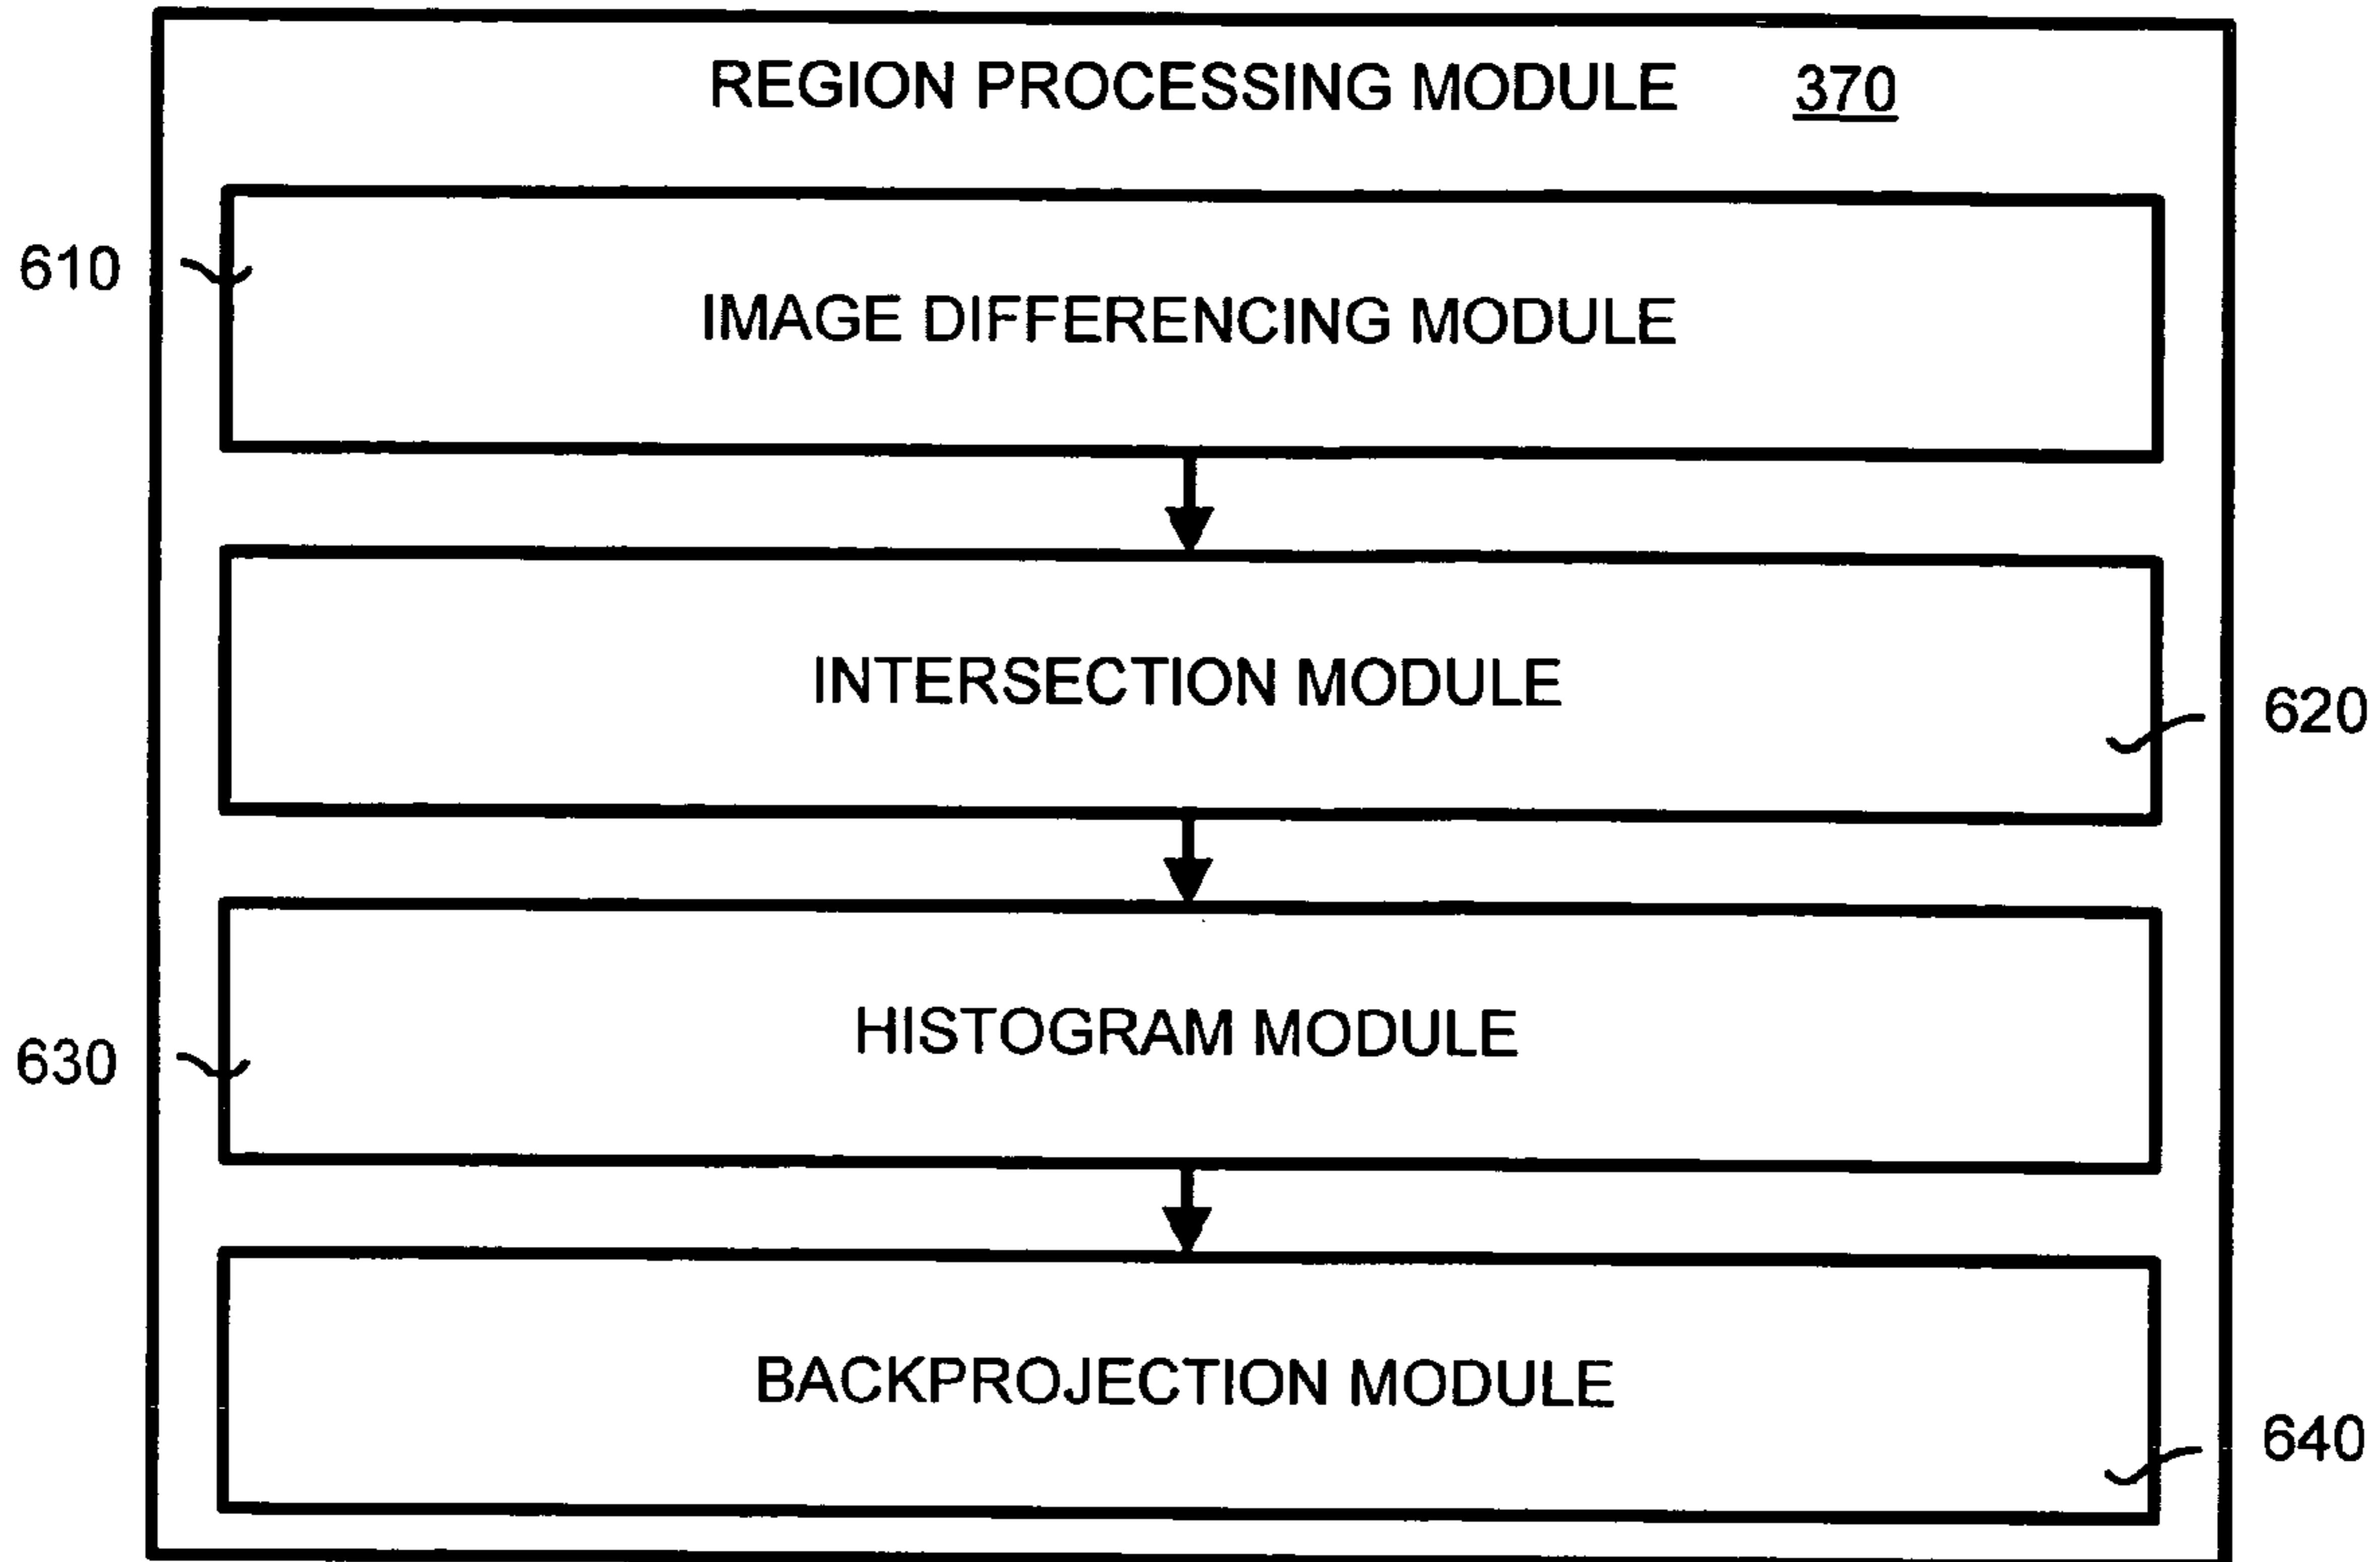 REGION PROCESSING MODULE 370
610
IMAGE DIFFERENCING MODULE
INTERSECTION MODULE
620
HISTOGRAM MODULE
630
BACKPROJECTION MODULE
640